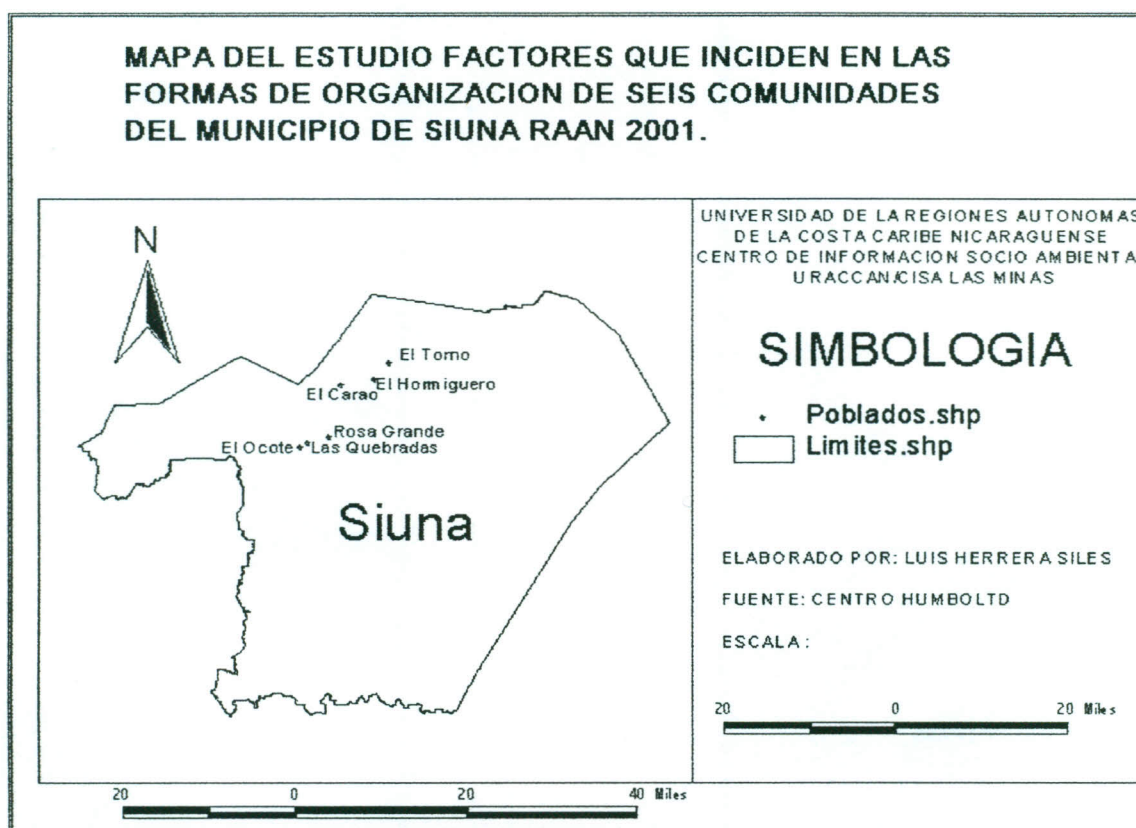 MAPA DEL ESTUDIO FACTORES QUE INCIDEN EN LAS
FORMAS DE ORGANIZACION DE SEIS COMUNIDADES
DEL MUNICIPIO DE SIUNA RAAN 2001.
N
El Torno
El Hormiguero
El Carao
Rosa Grande
El Ocote
Las Quebradas
Siuna
20 0 20 40 Miles
UNIVERSIDAD DE LA REGIONES AUTONOMAS
DE LA COSTA CARIBE NICARAGUENSE
CENTRO DE INFORMACION SOCIO AMBIENTA
URACCAN/CISA LAS MINAS
SIMBOLOGIA
Poblados.shp
Limites.shp
ELABORADO POR: LUIS HERRERA SILES
FUENTE: CENTRO HUMBOLTD
ESCALA :
20 0 20 Miles